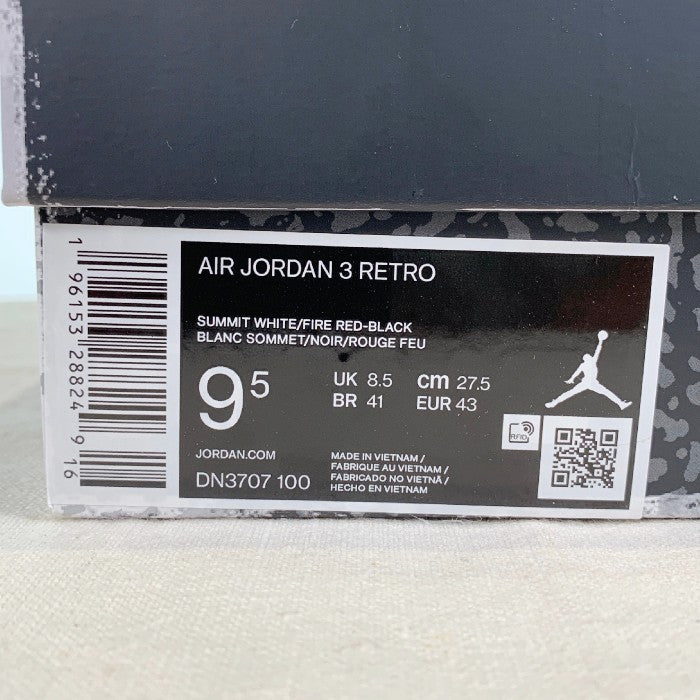 1 96153 28824 9 16
AIR JORDAN 3 RETRO
SUMMIT WHITE/FIRE RED-BLACK
BLANC SOMMET/NOIR/ROUGE FEU
9 5
UK 8.5 cm 27.5
BR 41 EUR 43
RFID
JORDAN.COM
DN3707 100
MADE IN VIETNAM /
FABRIQUE AU VIETNAM /
FABRICADO NO VIETNÃ /
HECHO EN VIETNAM